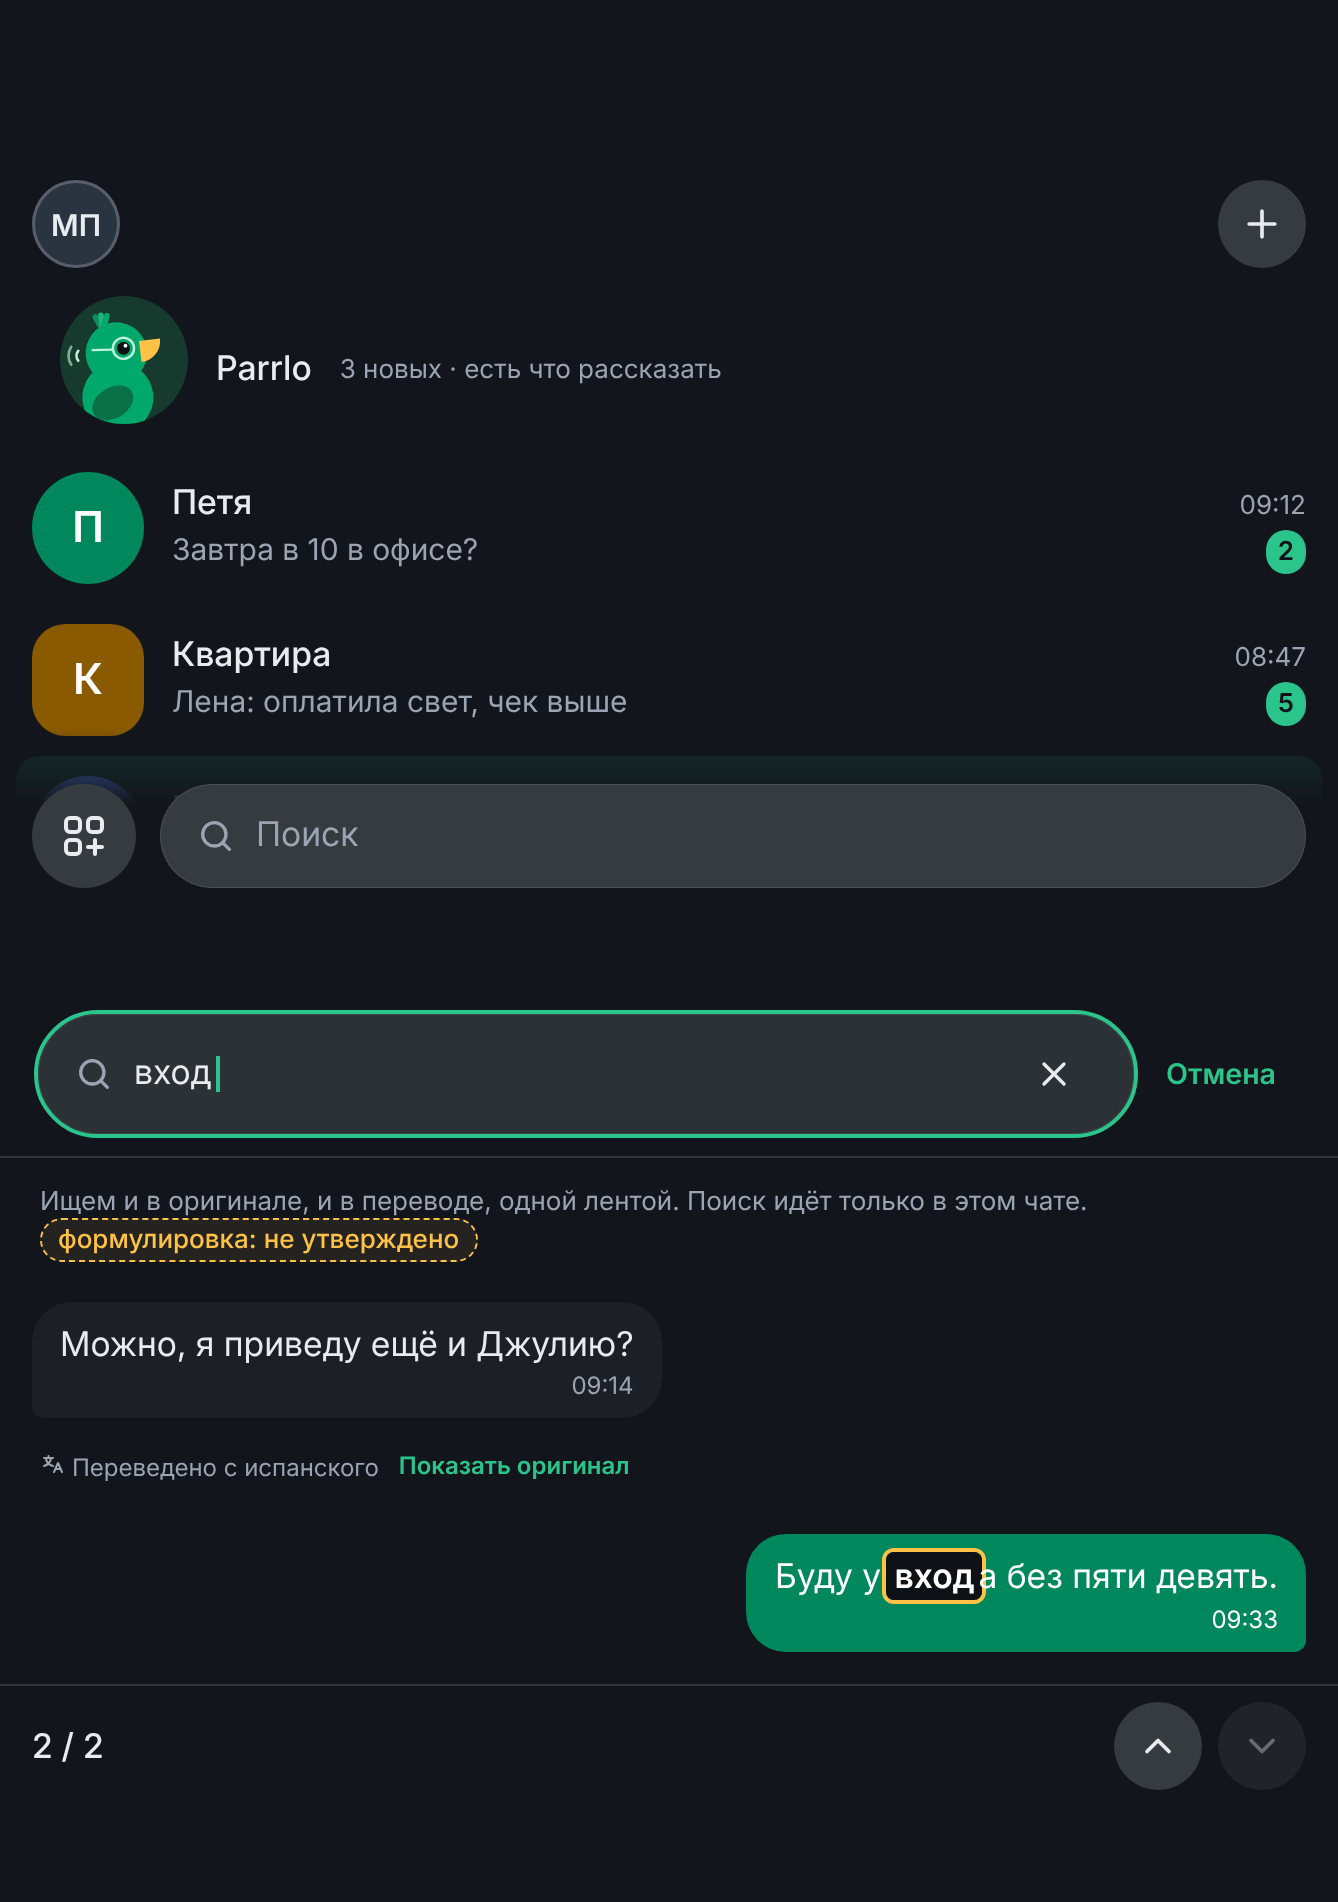 МП
Parrlo 3 новых · есть что рассказать
П
Петя 09:12
Завтра в 10 в офисе? 2
К
Квартира 08:47
Лена: оплатила свет, чек выше 5
Поиск
вход Отмена
Ищем и в оригинале, и в переводе, одной лентой. Поиск идёт только в этом чате.
формулировка: не утверждено
Можно, я приведу ещё и Джулию?
09:14
Переведено с испанского Показать оригинал
Буду у входа без пяти девять.
09:33
2 / 2